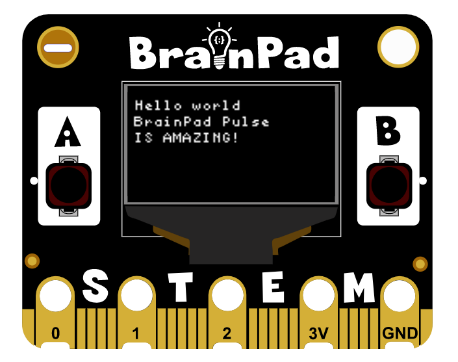 BrainPad
Hello world
BrainPad Pulse
IS AMAZING!
A
B
S T E M
0 1 2 3V GND